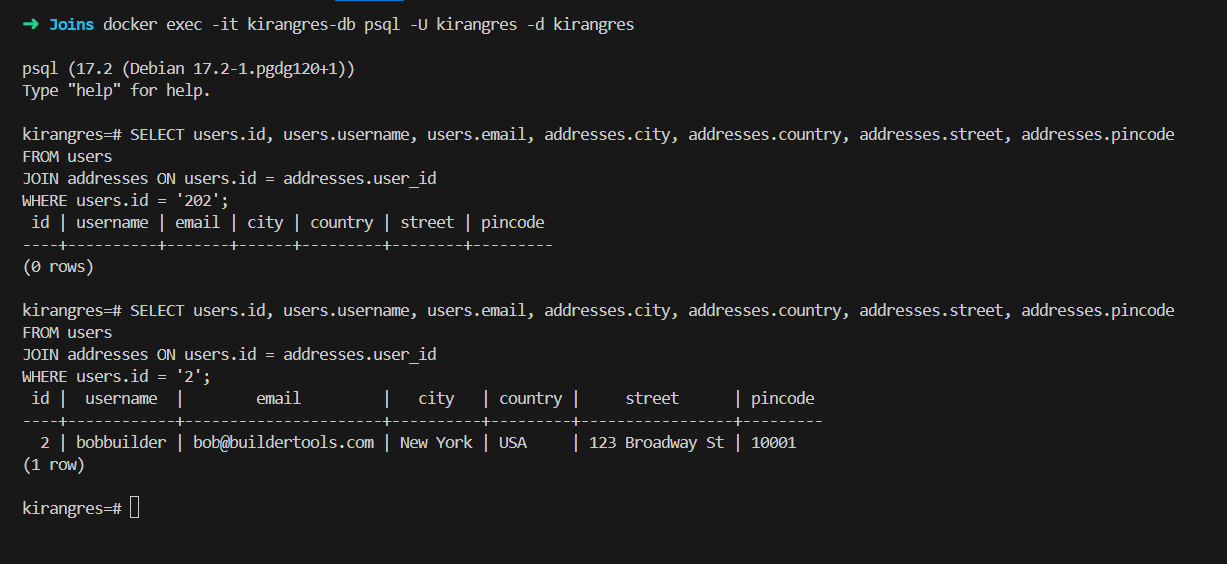 → Joins docker exec -it kirangres-db psql -U kirangres -d kirangres
psql (17.2 (Debian 17.2-1.pgdg120+1))
Type "help" for help.
kirangres=# SELECT users.id, users.username, users.email, addresses.city, addresses.country, addresses.street, addresses.pincode
FROM users
JOIN addresses ON users.id = addresses.user_id
WHERE users.id = '202';
 id | username | email | city | country | street | pincode
----+----------+-------+------+---------+--------+---------
(0 rows)
kirangres=# SELECT users.id, users.username, users.email, addresses.city, addresses.country, addresses.street, addresses.pincode
FROM users
JOIN addresses ON users.id = addresses.user_id
WHERE users.id = '2';
 id |  username  |        email         |   city   | country |     street      | pincode
----+------------+----------------------+----------+---------+-----------------+---------
  2 | bobbuilder | bob@buildertools.com | New York | USA     | 123 Broadway St | 10001
(1 row)
kirangres=#